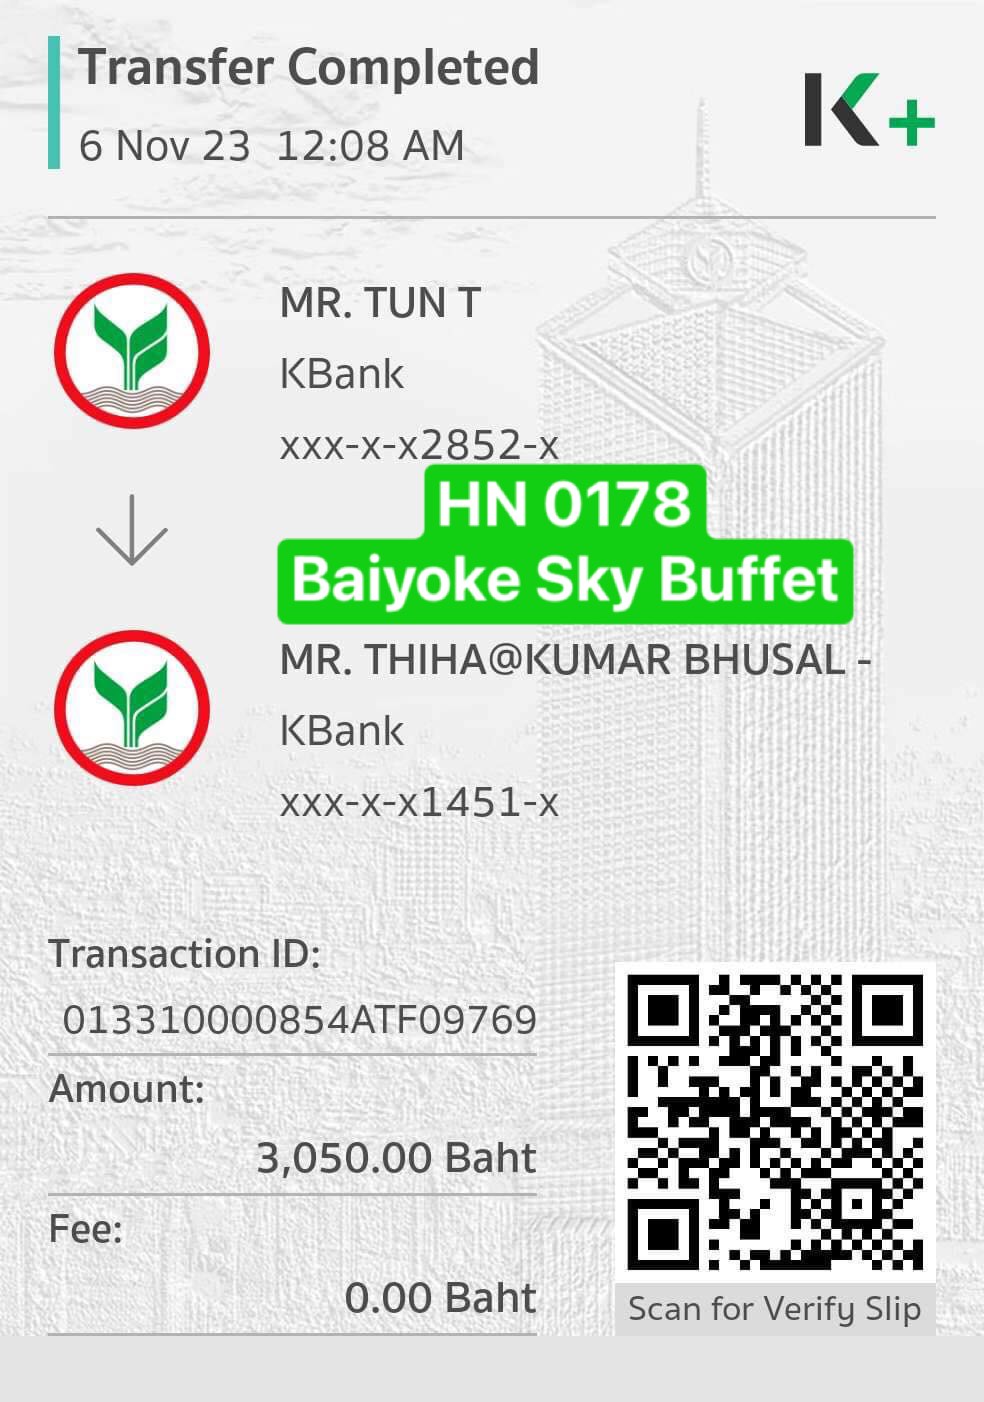 Transfer Completed
6 Nov 23 12:08 AM
K+
MR. TUN T
KBank
xxx-x-x2852-x
HN 0178
Baiyoke Sky Buffet
MR. THIHA@KUMAR BHUSAL -
KBank
xxx-x-x1451-x
Transaction ID:
013310000854ATF09769
Amount:
3,050.00 Baht
Fee:
0.00 Baht
Scan for Verify Slip